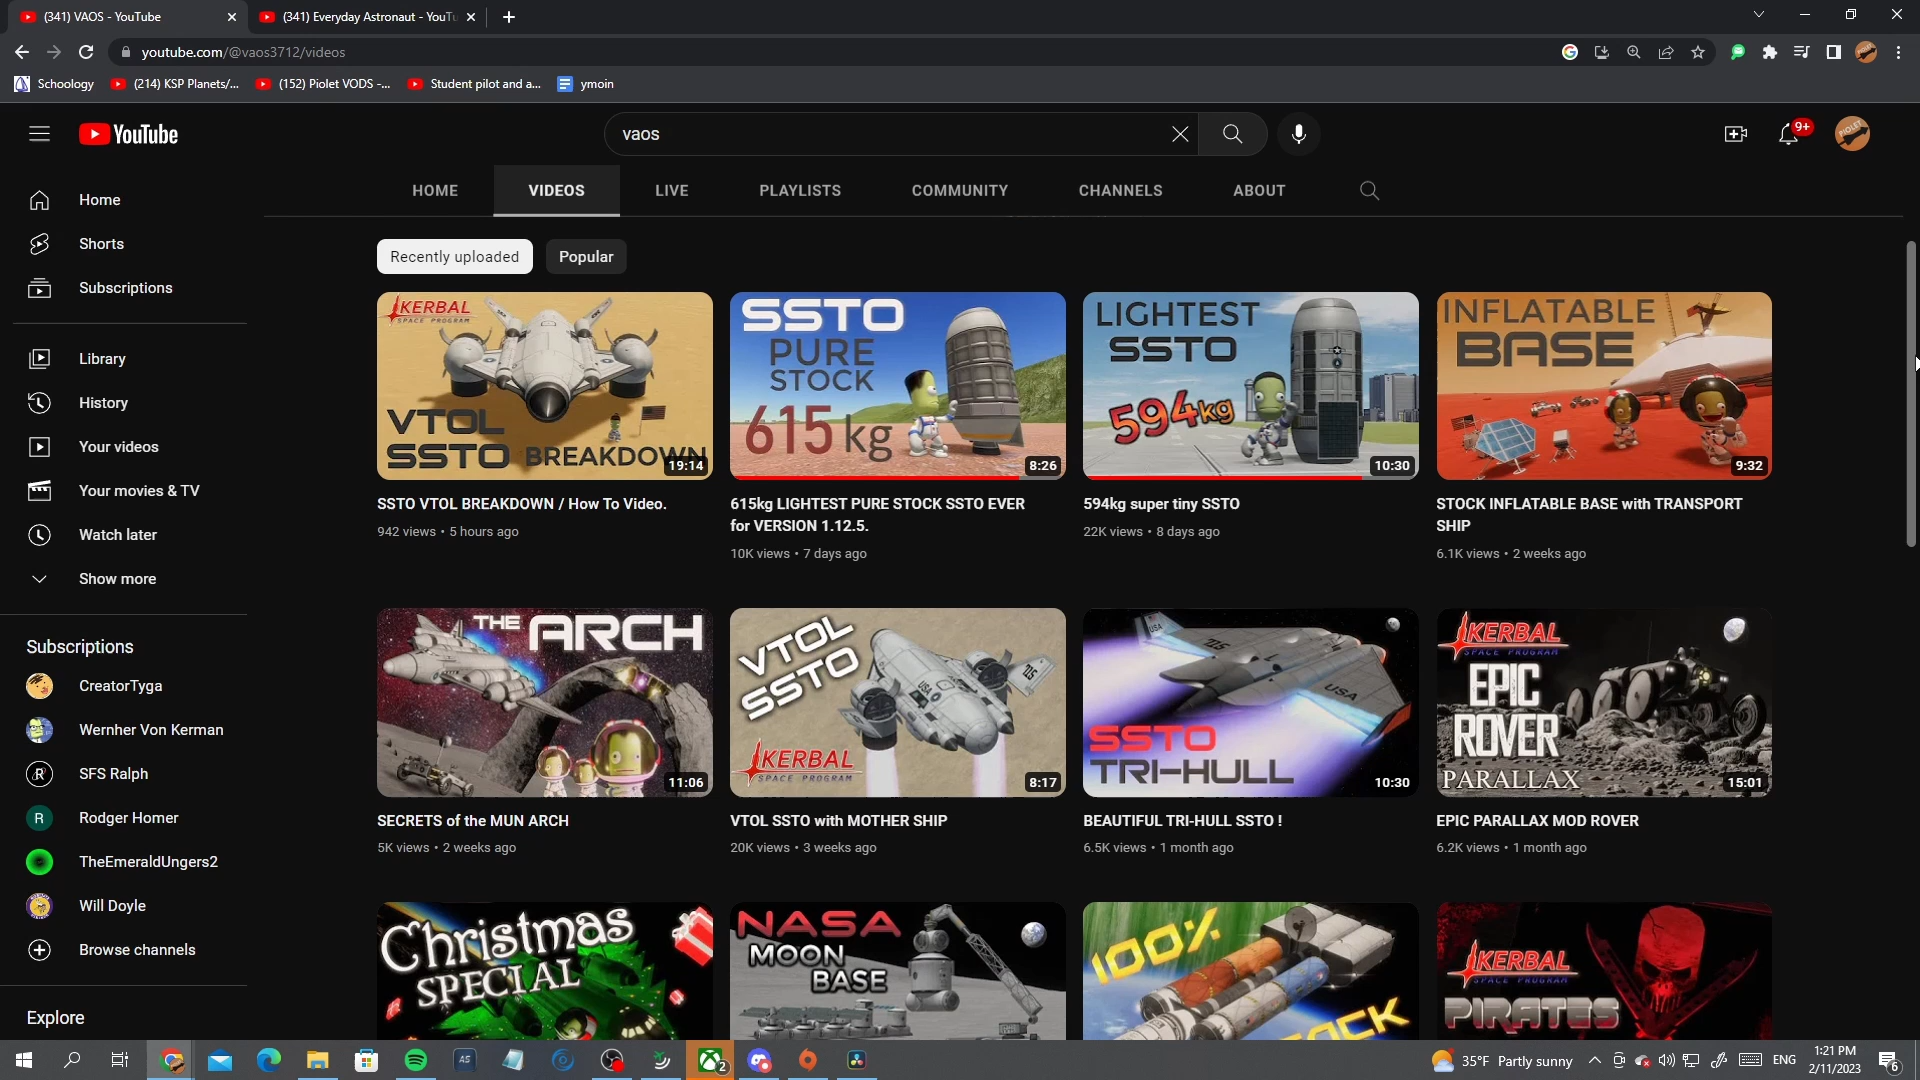 (341) VAOS - YouTube
(341) Everyday Astronaut - YouTu
youtube.com/@vaos3712/videos
Schoology
(214) KSP Planets/...
(152) Piolet VODS -...
Student pilot and a...
ymoin
YouTube
vaos
9+
HOME
VIDEOS
LIVE
PLAYLISTS
COMMUNITY
CHANNELS
ABOUT
Home
Shorts
Subscriptions
Library
History
Your videos
Your movies & TV
Watch later
Show more
Subscriptions
CreatorTyga
Wernher Von Kerman
SFS Ralph
R
Rodger Homer
TheEmeraldUngers2
Will Doyle
Browse channels
Explore
Recently uploaded
Popular
KERBAL
SPACE PROGRAM
VTOL
SSTO BREAKDOWN
19:14
SSTO VTOL BREAKDOWN / How To Video.
942 views • 5 hours ago
SSTO
PURE
STOCK
615kg
8:26
615kg LIGHTEST PURE STOCK SSTO EVER
for VERSION 1.12.5.
10K views • 7 days ago
LIGHTEST
SSTO
594kg
10:30
594kg super tiny SSTO
22K views • 8 days ago
INFLATABLE
BASE
9:32
STOCK INFLATABLE BASE with TRANSPORT
SHIP
6.1K views • 2 weeks ago
THE ARCH
11:06
SECRETS of the MUN ARCH
5K views • 2 weeks ago
VTOL
SSTO
USA
KERBAL
SPACE PROGRAM
8:17
VTOL SSTO with MOTHER SHIP
20K views • 3 weeks ago
USA
USA
SSTO
TRI-HULL
10:30
BEAUTIFUL TRI-HULL SSTO !
6.5K views • 1 month ago
KERBAL
SPACE PROGRAM
EPIC
ROVER
PARALLAX
15:01
EPIC PARALLAX MOD ROVER
6.2K views • 1 month ago
Christmas
SPECIAL
NASA
MOON
BASE
100%
KERBAL
SPACE PROGRAM
PIRATES
AS
2
35°F Partly sunny
ENG
1:21 PM
2/11/2023
6